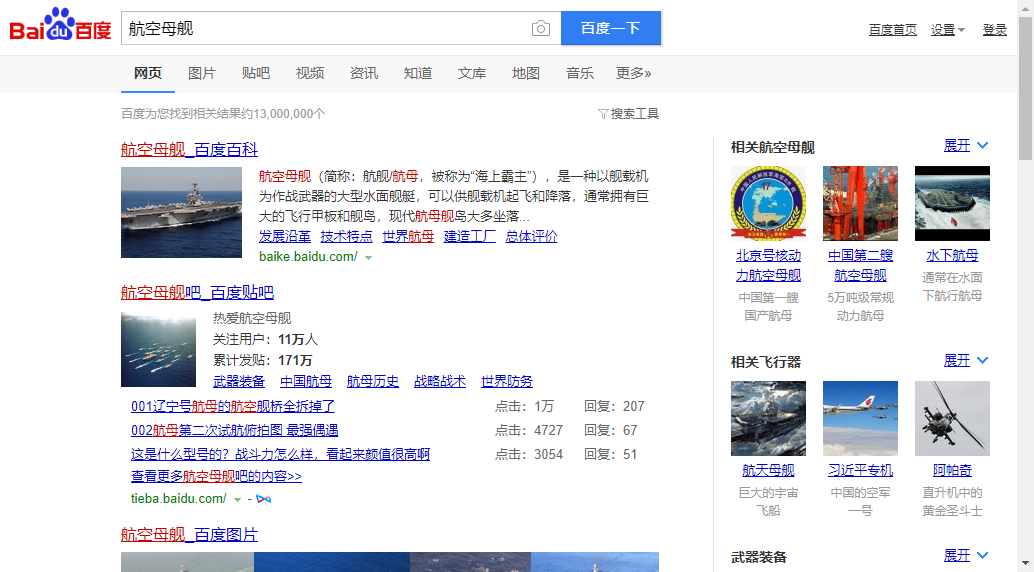 Bai du 百度
航空母舰
百度一下
百度首页 设置 登录
网页 图片 贴吧 视频 资讯 知道 文库 地图 音乐 更多»
百度为您找到相关结果约13,000,000个
搜索工具
航空母舰_百度百科
航空母舰（简称：航舰/航母，被称为“海上霸主”），是一种以舰载机
为作战武器的大型水面舰艇，可以供舰载机起飞和降落，通常拥有巨
大的飞行甲板和舰岛，现代航母舰岛大多坐落...
发展沿革 技术特点 世界航母 建造工厂 总体评价
baike.baidu.com/
航空母舰吧_百度贴吧
热爱航空母舰
关注用户：11万人
累计发贴：171万
武器装备 中国航母 航母历史 战略战术 世界防务
001辽宁号航母的航空舰桥全拆掉了 点击：1万 回复：207
002航母第二次试航俯拍图 最强偶遇 点击：4727 回复：67
这是什么型号的？战斗力怎么样，看起来颜值很高啊 点击：3054 回复：51
查看更多航空母舰吧的内容>>
tieba.baidu.com/ -
航空母舰_百度图片
相关航空母舰 展开
北京号核动
力航空母舰
中国第一艘
国产航母
中国第二艘
航空母舰
5万吨级常规
动力航母
水下航母
通常在水面
下航行航母
相关飞行器 展开
航天母舰
巨大的宇宙
飞船
习近平专机
中国的空军
一号
阿帕奇
直升机中的
黄金圣斗士
武器装备 展开